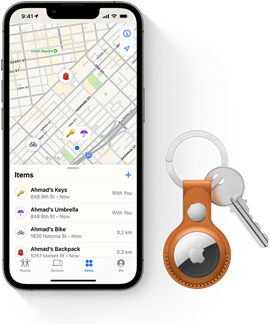 9:41
SOMA
Items
+
Ahmad's Keys
848 6th St • Now
With You
Ahmad's Umbrella
848 6th St • Now
With You
Ahmad's Bike
1820 Natoma St • Now
0.2 km
Ahmad's Backpack
5251 Market St • Now
0.3 km
People
Devices
Items
Me